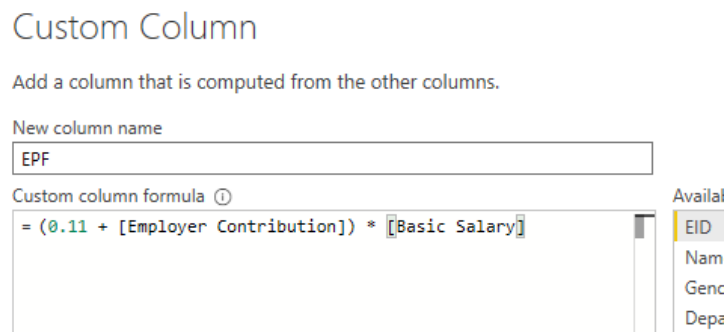 Custom Column
Add a column that is computed from the other columns.
New column name
EPF
Custom column formula ⓘ
= (0.11 + [Employer Contribution]) * [Basic Salary]
EID